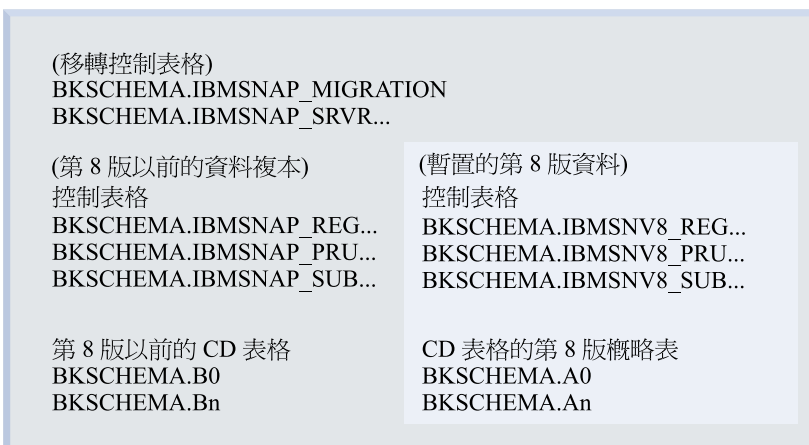 (移轉控制表格)
BKSCHEMA.IBMSNAP_MIGRATION
BKSCHEMA.IBMSNAP_SRVR...
(第 8 版以前的資料複本)
控制表格
BKSCHEMA.IBMSNAP_REG...
BKSCHEMA.IBMSNAP_PRU...
BKSCHEMA.IBMSNAP_SUB...
第 8 版以前的 CD 表格
BKSCHEMA.B0
BKSCHEMA.Bn
(暫置的第 8 版資料)
控制表格
BKSCHEMA.IBMSNV8_REG...
BKSCHEMA.IBMSNV8_PRU...
BKSCHEMA.IBMSNV8_SUB...
CD 表格的第 8 版概略表
BKSCHEMA.A0
BKSCHEMA.An